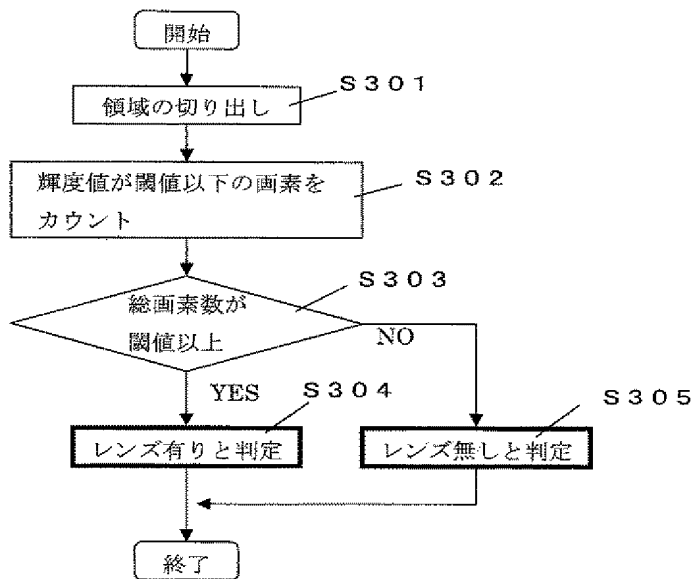 開始
S301
領域の切り出し
S302
輝度値が閾値以下の画素を
カウント
S303
総画素数が
閾値以上
NO
YES
S304
S305
レンズ有りと判定
レンズ無しと判定
終了